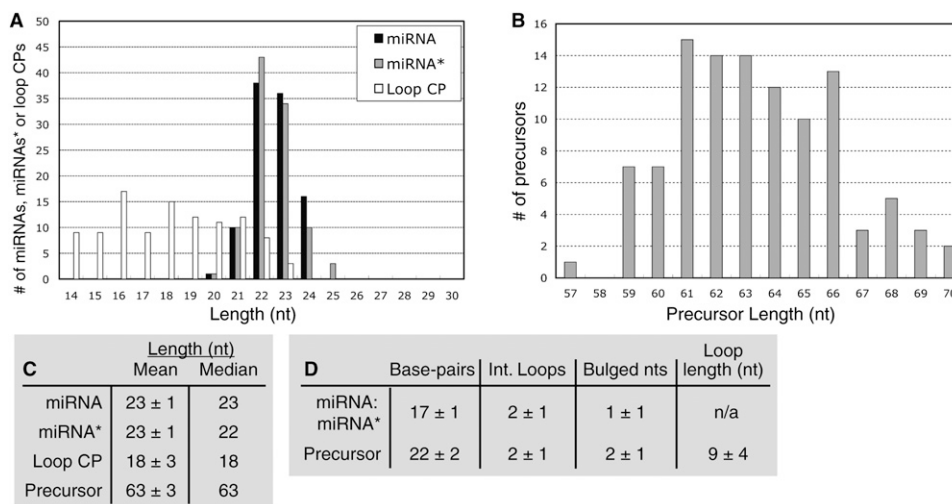 A
# of miRNAs, miRNAs* or loop CPs
50
45
40
35
30
25
20
15
10
5
0
miRNA
miRNA*
Loop CP
14 15 16 17 18 19 20 21 22 23 24 25 26 27 28 29 30
Length (nt)
B
# of precursors
16
14
12
10
8
6
4
2
0
57 58 59 60 61 62 63 64 65 66 67 68 69 70
Precursor Length (nt)
C
Length (nt)
Mean Median
miRNA 23 ± 1 23
miRNA* 23 ± 1 22
Loop CP 18 ± 3 18
Precursor 63 ± 3 63
D
Base-pairs Int. Loops Bulged nts Loop length (nt)
miRNA: miRNA* 17 ± 1 2 ± 1 1 ± 1 n/a
Precursor 22 ± 2 2 ± 1 2 ± 1 9 ± 4